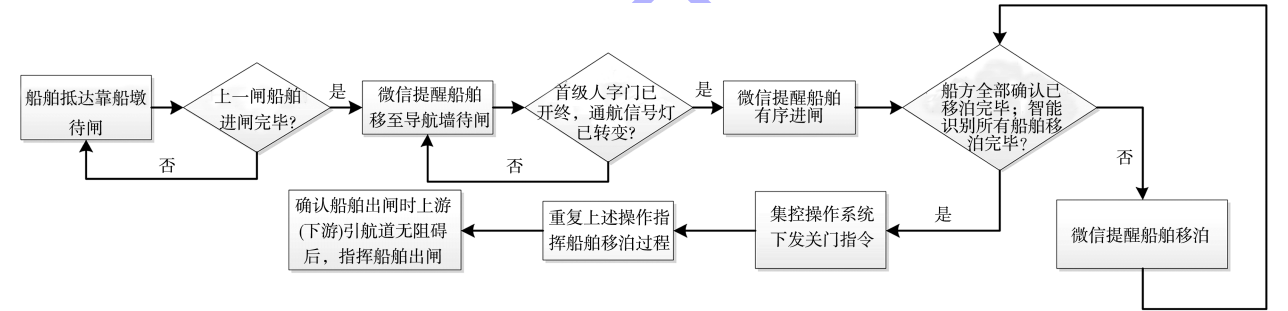 船舶抵达靠船墩
待闸
上一闸船舶
进闸完毕?
是
否
微信提醒船舶
移至导航墙待闸
首级人字门已
开终，通航信号灯
已转变?
是
否
微信提醒船舶
有序进闸
船方全部确认已
移泊完毕；智能
识别所有船舶移
泊完毕?
否
是
微信提醒船舶移泊
集控操作系统
下发关门指令
重复上述操作指
挥船舶移泊过程
确认船舶出闸时上游
(下游)引航道无阻碍
后，指挥船舶出闸